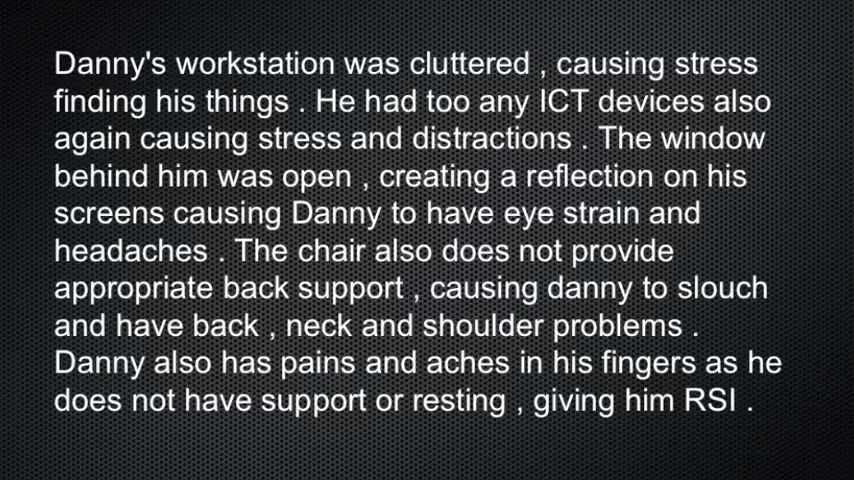 Danny's workstation was cluttered , causing stress
finding his things . He had too any ICT devices also
again causing stress and distractions . The window
behind him was open , creating a reflection on his
screens causing Danny to have eye strain and
headaches . The chair also does not provide
appropriate back support , causing danny to slouch
and have back , neck and shoulder problems .
Danny also has pains and aches in his fingers as he
does not have support or resting , giving him RSI .